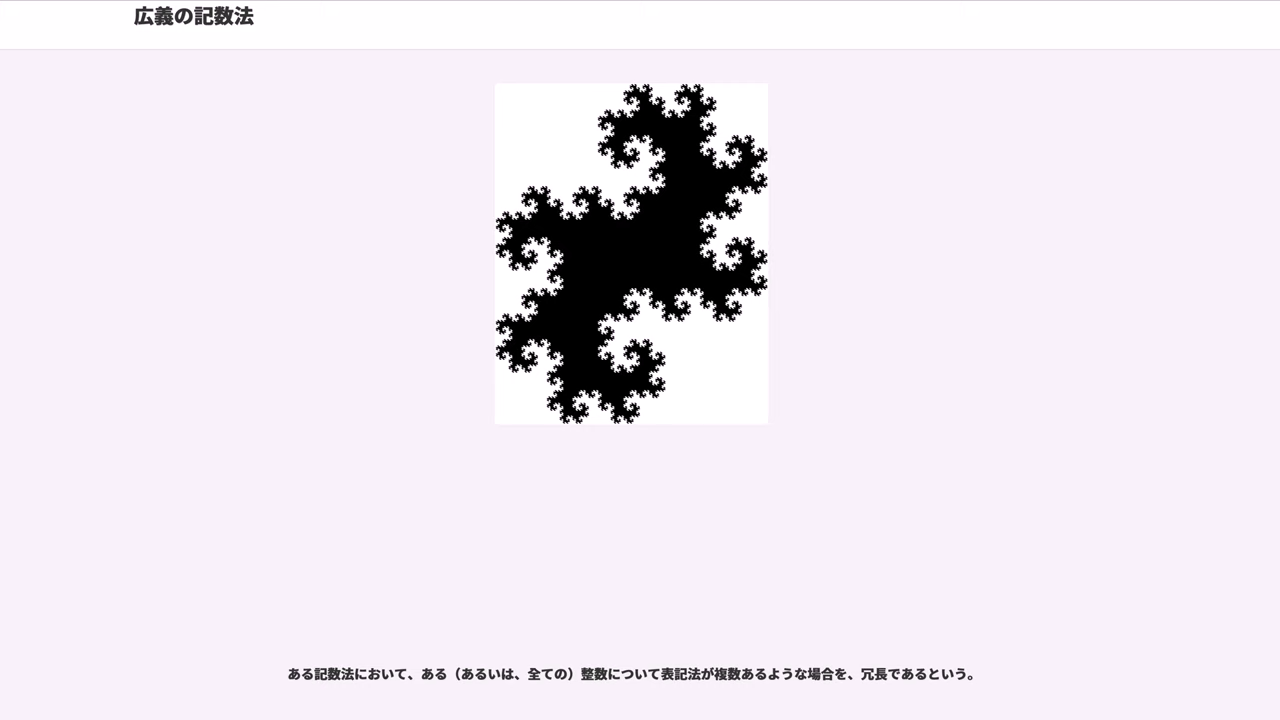 広義の記数法
ある記数法において、ある（あるいは、全ての）整数について表記法が複数あるような場合を、冗長であるという。